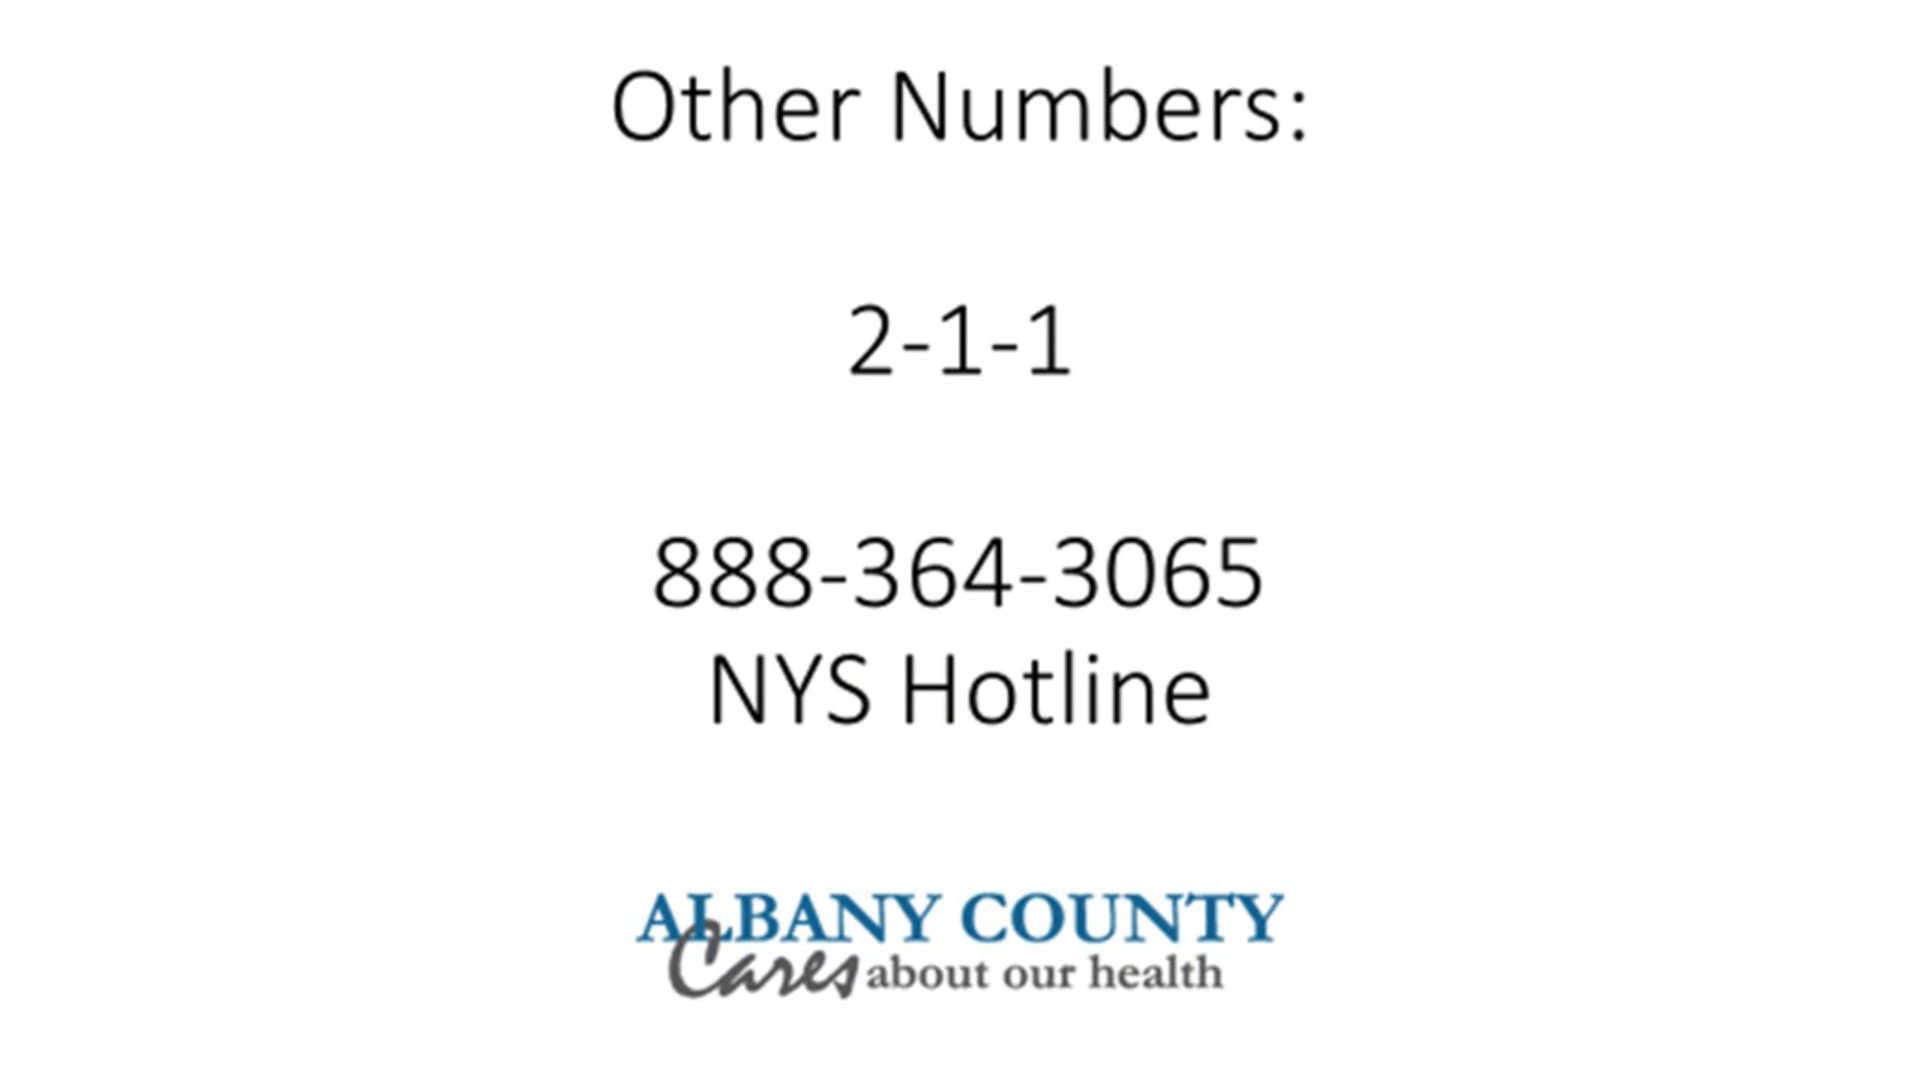 Other Numbers:
2-1-1
888-364-3065
NYS Hotline
ALBANY COUNTY
Cares about our health